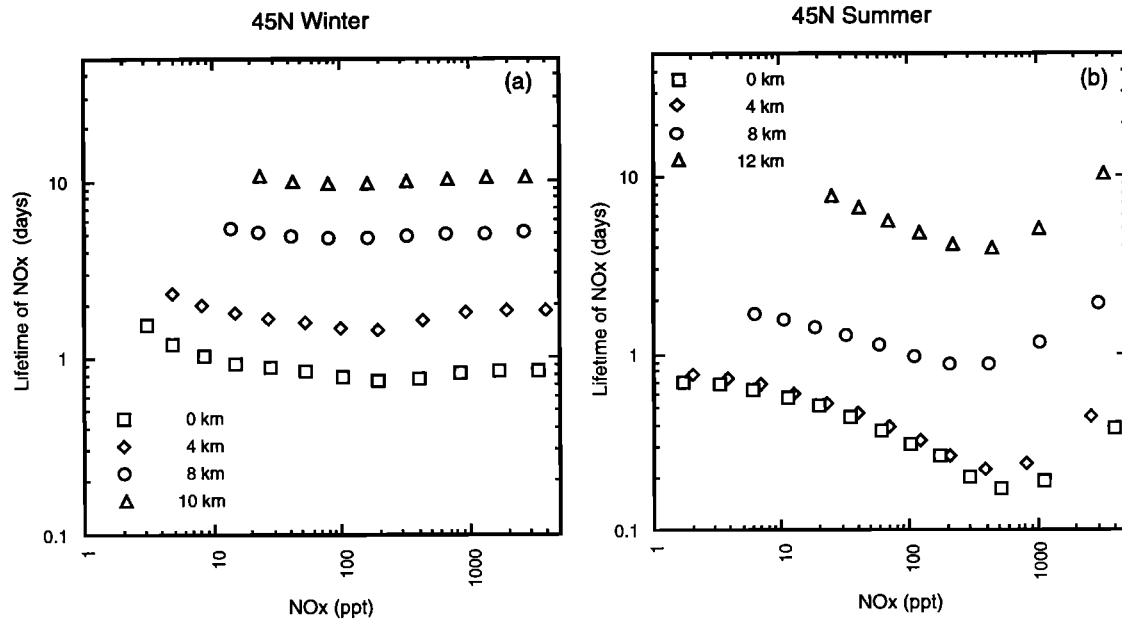 45N Winter
(a)
Lifetime of NOx (days)
10
1
0.1
0 km
4 km
8 km
10 km
1
10
100
1000
NOx (ppt)
45N Summer
(b)
0 km
4 km
8 km
12 km
Lifetime of NOx (days)
10
1
0.1
1
10
100
1000
NOx (ppt)